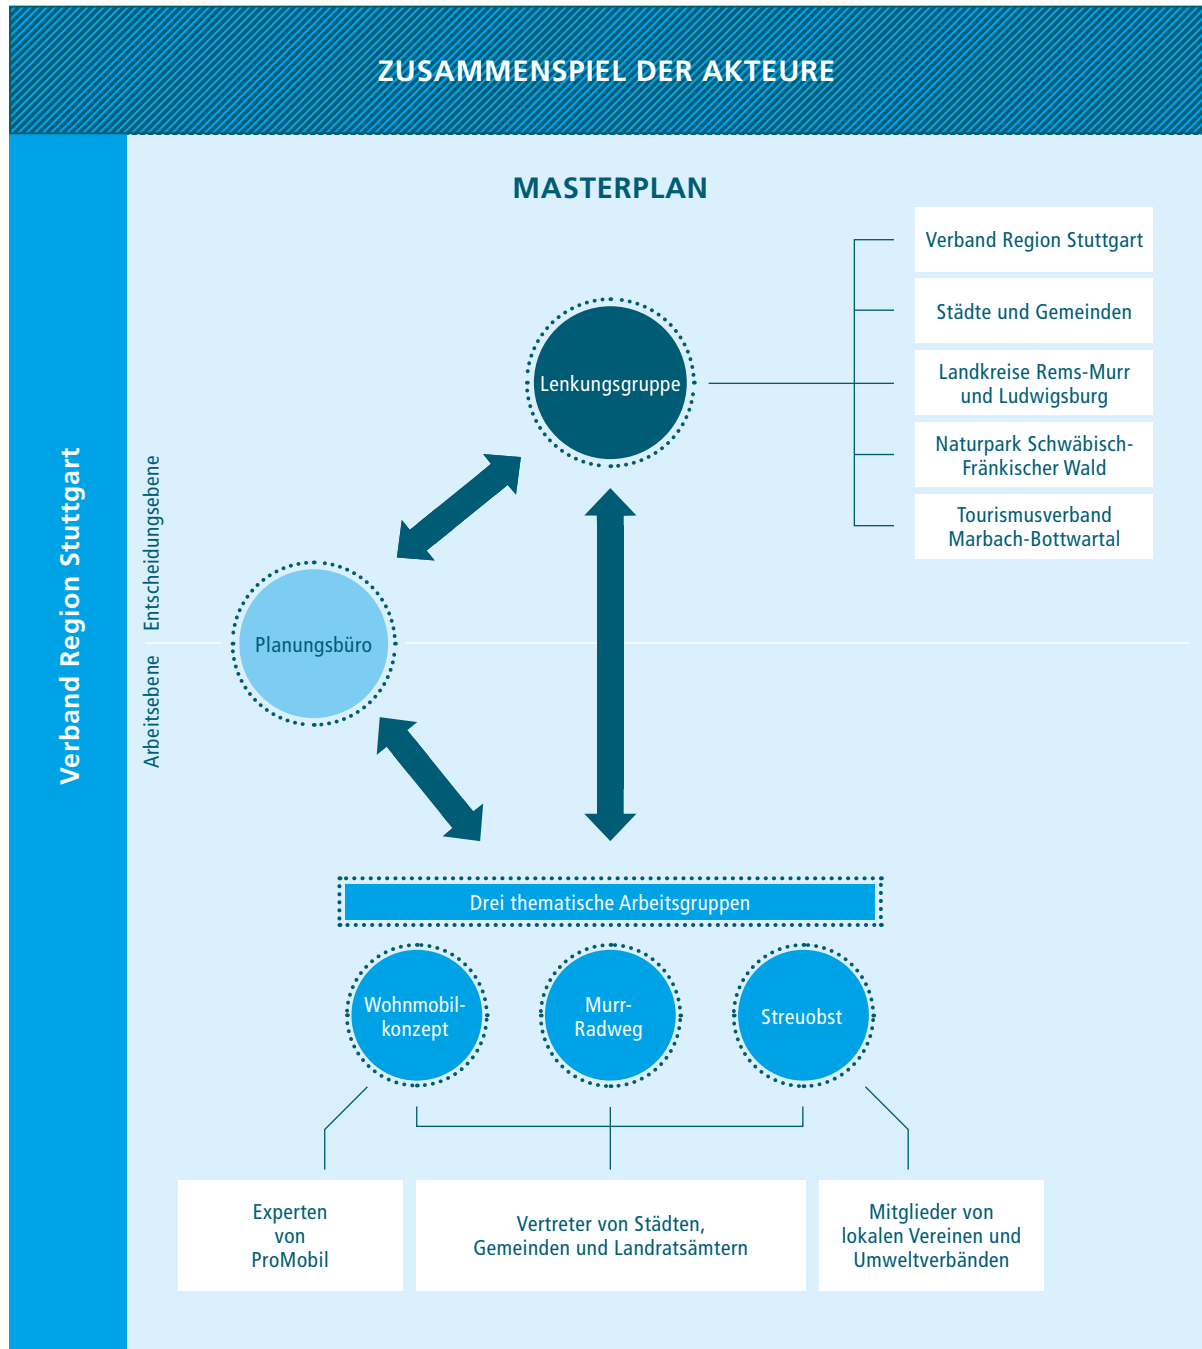 ZUSAMMENSPIEL DER AKTEURE
Verband Region Stuttgart
MASTERPLAN
Entscheidungsebene
Arbeitsebene
Lenkungsgruppe
Verband Region Stuttgart
Städte und Gemeinden
Landkreise Rems-Murr
und Ludwigsburg
Naturpark Schwäbisch-
Fränkischer Wald
Tourismusverband
Marbach-Bottwartal
Planungsbüro
Drei thematische Arbeitsgruppen
Wohnmobil-
konzept
Murr-
Radweg
Streuobst
Experten
von
ProMobil
Vertreter von Städten,
Gemeinden und Landratsämtern
Mitglieder von
lokalen Vereinen und
Umweltverbänden